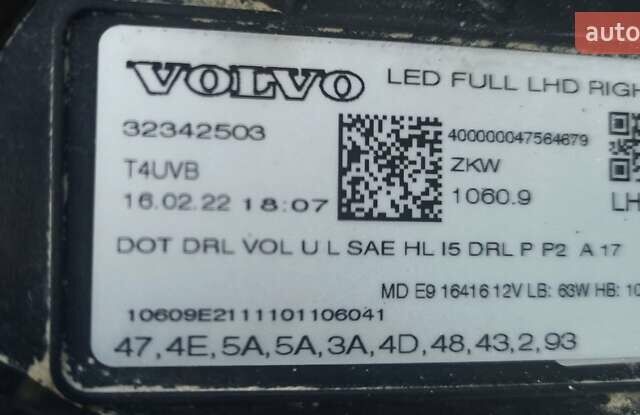 auto
VOLVO LED FULL LHD RIGH
32342503
400000047564679
T4UVB
ZKW
16.02.22 18:07
1060.9
LH
DOT DRL VOL U L SAE HL I5 DRL P P2 A 17
MD E9 16416 12V LB: 63W HB: 10
10609E2111101106041
47,4E,5A,5A,3A,4D,48,43,2,93